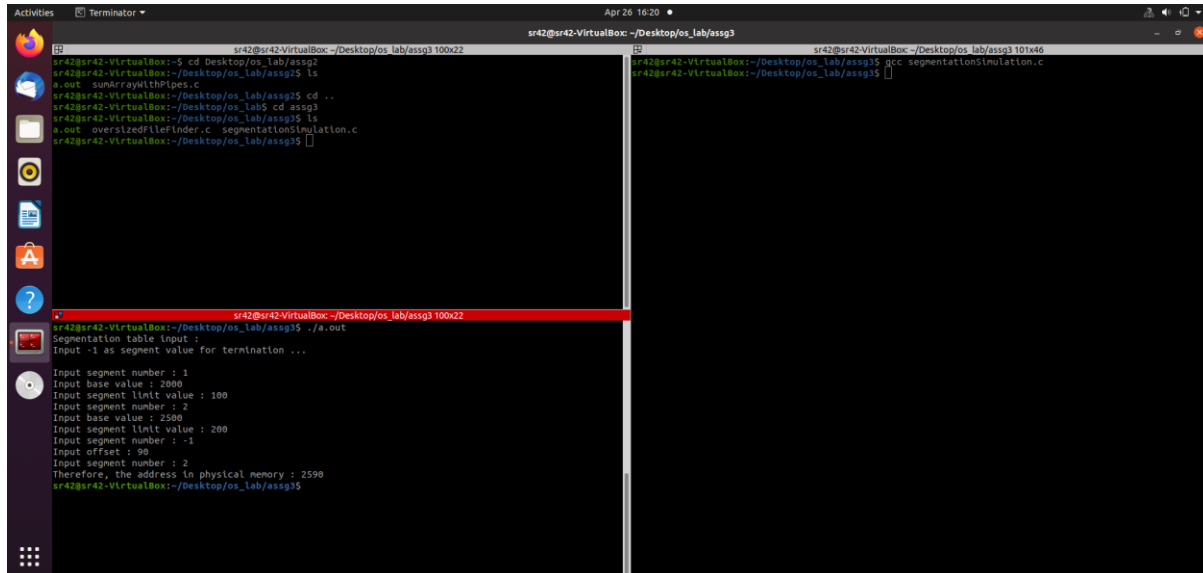 Activities
Terminator
Apr 26 16:20
sr42@sr42-VirtualBox: ~/Desktop/os_lab/assg3
sr42@sr42-VirtualBox: ~/Desktop/os_lab/assg3 100x22
sr42@sr42-VirtualBox:~$ cd Desktop/os_lab/assg2
sr42@sr42-VirtualBox:~/Desktop/os_lab/assg2$ ls
a.out sumArrayWithPipes.c
sr42@sr42-VirtualBox:~/Desktop/os_lab/assg2$ cd ..
sr42@sr42-VirtualBox:~/Desktop/os_lab$ cd assg3
sr42@sr42-VirtualBox:~/Desktop/os_lab/assg3$ ls
a.out oversizedFileFinder.c segmentationSimulation.c
sr42@sr42-VirtualBox:~/Desktop/os_lab/assg3$
sr42@sr42-VirtualBox: ~/Desktop/os_lab/assg3 100x22
sr42@sr42-VirtualBox:~/Desktop/os_lab/assg3$ ./a.out
Segmentation table input :
Input -1 as segment value for termination ...
Input segment number : 1
Input base value : 2000
Input segment limit value : 100
Input segment number : 2
Input base value : 2500
Input segment limit value : 200
Input segment number : -1
Input offset : 90
Input segment number : 2
Therefore, the address in physical memory : 2590
sr42@sr42-VirtualBox:~/Desktop/os_lab/assg3$
sr42@sr42-VirtualBox: ~/Desktop/os_lab/assg3 101x46
sr42@sr42-VirtualBox:~/Desktop/os_lab/assg3$ gcc segmentationSimulation.c
sr42@sr42-VirtualBox:~/Desktop/os_lab/assg3$